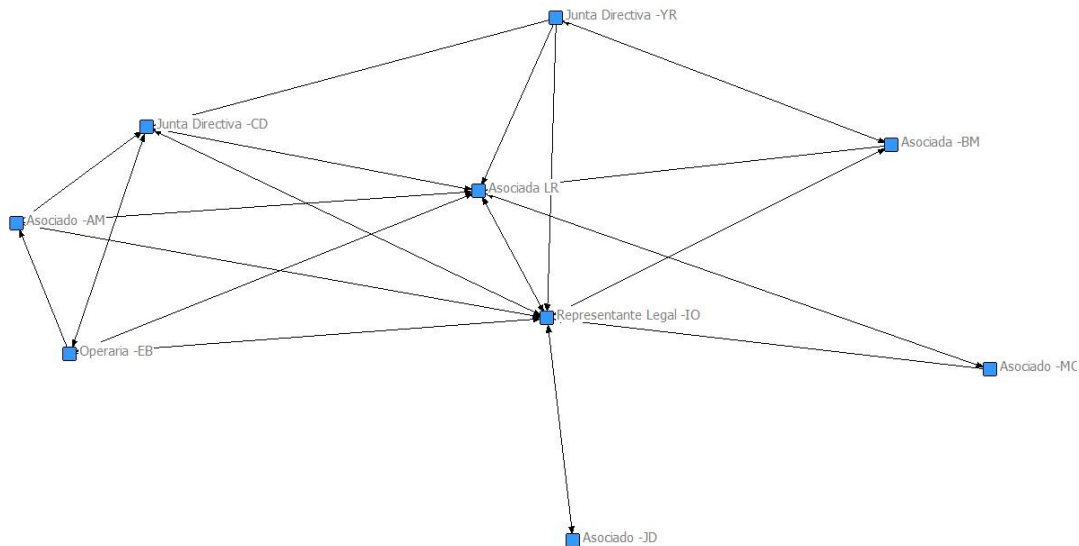 Junta Directiva -YR
Junta Directiva -CD
Asociada -BM
Asociada LR
Asociado -AM
Representante Legal -IO
Operaria -EB
Asociado -MC
Asociado -JD